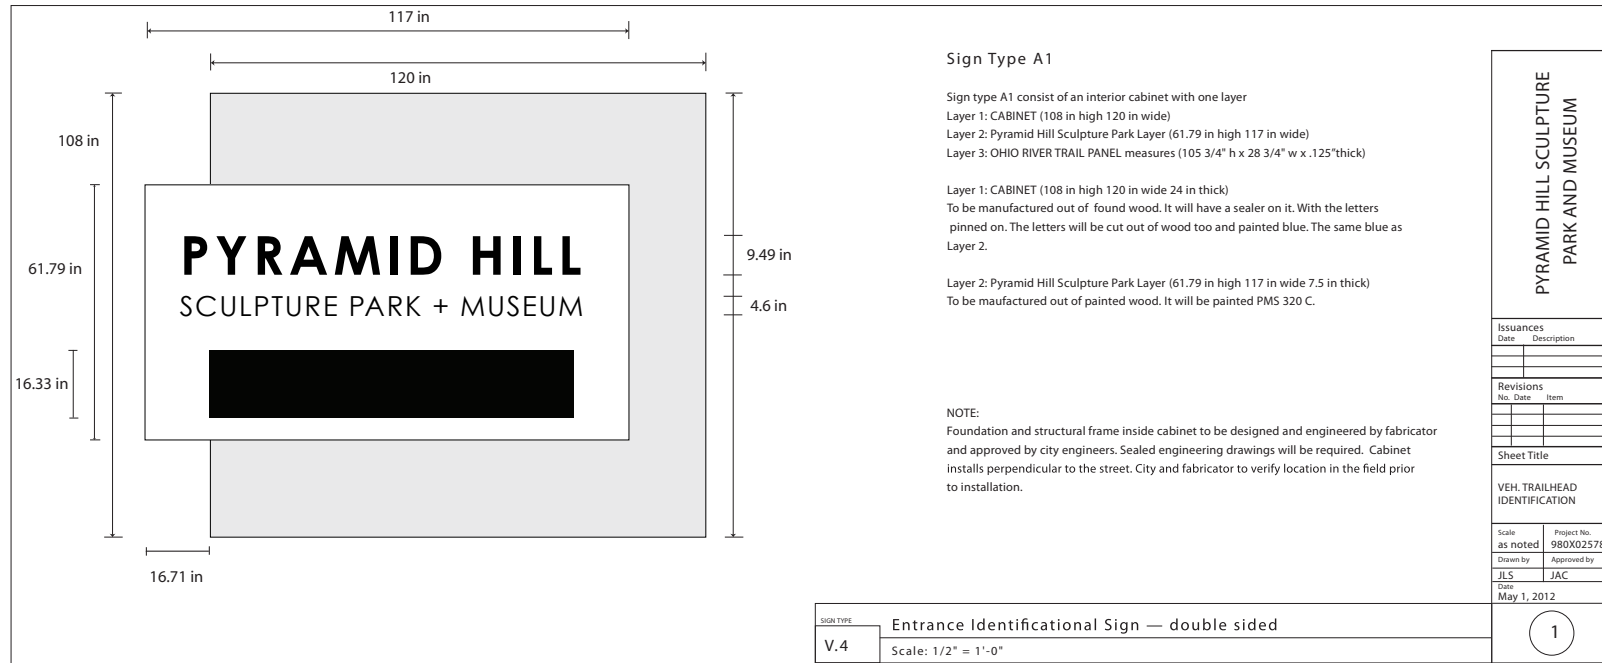 117 in
120 in
108 in
61.79 in
16.33 in
16.71 in
9.49 in
4.6 in
PYRAMID HILL
SCULPTURE PARK + MUSEUM
Sign Type A1
Sign type A1 consist of an interior cabinet with one layer
Layer 1: CABINET (108 in high 120 in wide)
Layer 2: Pyramid Hill Sculpture Park Layer (61.79 in high 117 in wide)
Layer 3: OHIO RIVER TRAIL PANEL measures (105 3/4" h x 28 3/4" w x .125"thick)
Layer 1: CABINET (108 in high 120 in wide 24 in thick)
To be manufactured out of found wood. It will have a sealer on it. With the letters
pinned on. The letters will be cut out of wood too and painted blue. The same blue as
Layer 2.
Layer 2: Pyramid Hill Sculpture Park Layer (61.79 in high 117 in wide 7.5 in thick)
To be maufactured out of painted wood. It will be painted PMS 320 C.
NOTE:
Foundation and structural frame inside cabinet to be designed and engineered by fabricator
and approved by city engineers. Sealed engineering drawings will be required. Cabinet
installs perpendicular to the street. City and fabricator to verify location in the field prior
to installation.
PYRAMID HILL SCULPTURE
PARK AND MUSEUM
Issuances
Date Description
Revisions
No. Date Item
Sheet Title
VEH. TRAILHEAD
IDENTIFICATION
Scale Project No.
as noted 980X02578
Drawn by Approved by
JLS JAC
Date
May 1, 2012
1
SIGN TYPE
V.4
Entrance Identificational Sign — double sided
Scale: 1/2" = 1'-0"